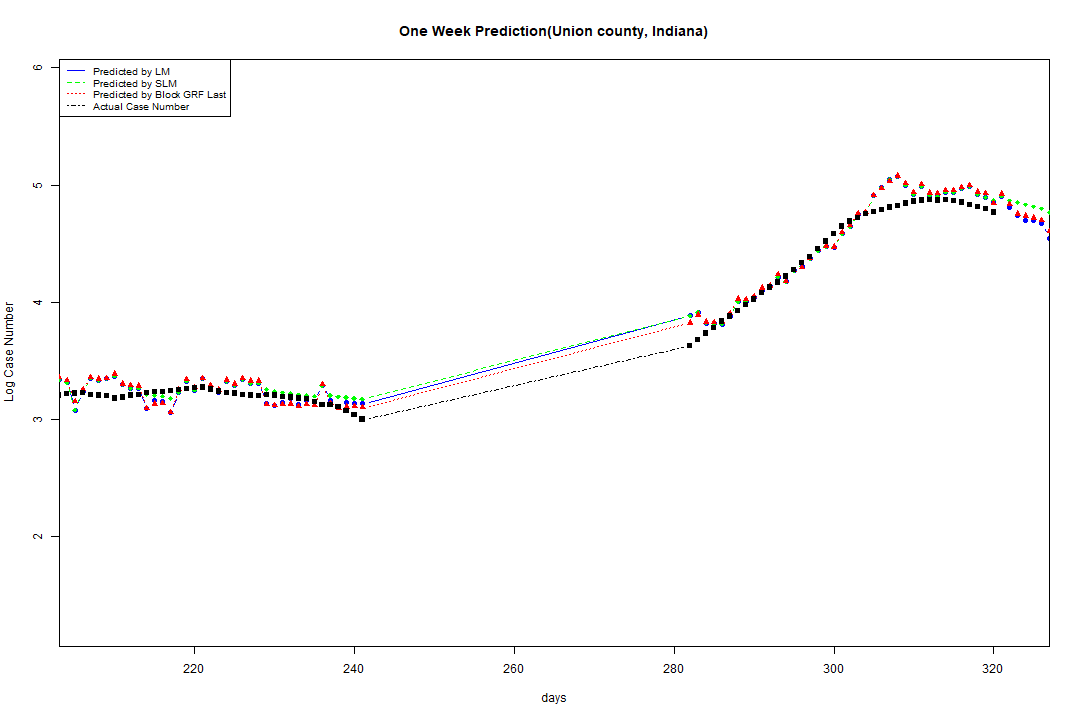 One Week Prediction(Union county, Indiana)
Predicted by LM
Predicted by SLM
Predicted by Block GRF Last
Actual Case Number
6
5
4
3
2
Log Case Number
220 240 260 280 300 320
days